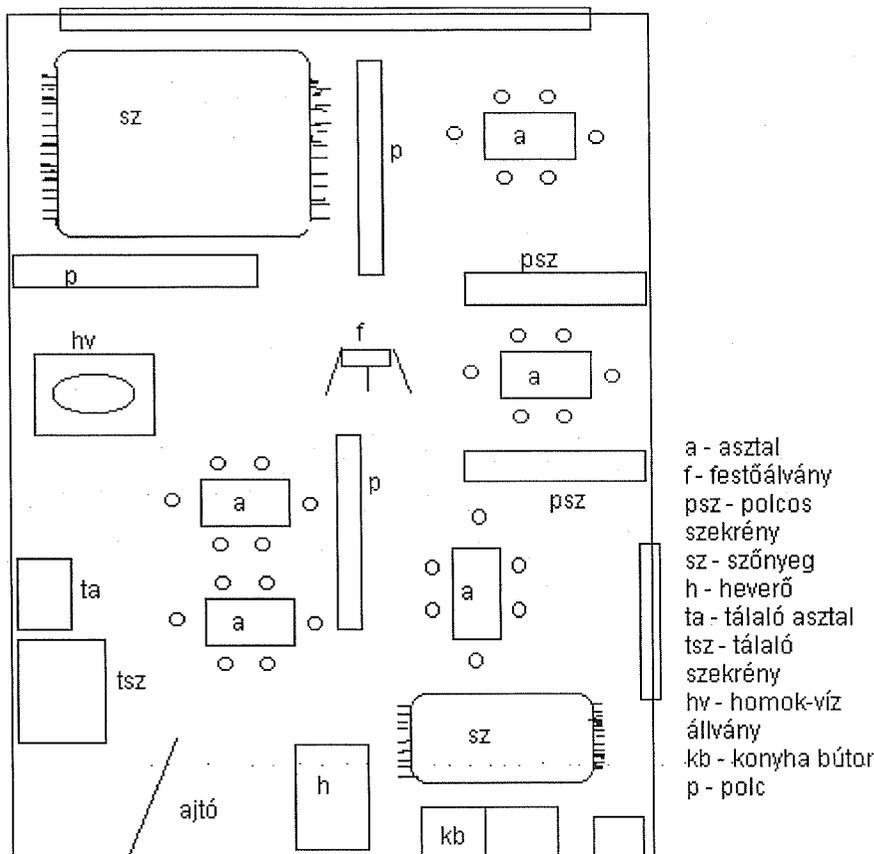 sz
a
p
psz
p
f
hv
a
a
p
psz
ta
a
a
tsz
sz
h
ajtó
kb
a - asztal
f - festőálvány
psz - polcos
szekrény
sz - szőnyeg
h - heverő
ta - tálaló asztal
tsz - tálaló
szekrény
hv - homok-víz
állvány
kb - konyha bútor
p - polc